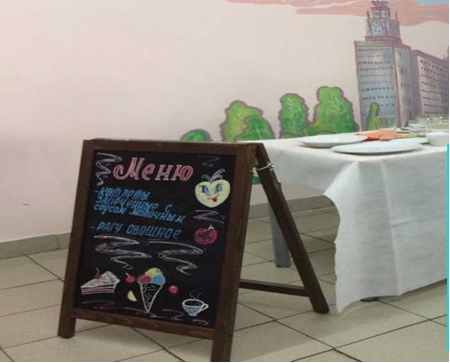 Меню
котлеты
запеченные с
соусом молочным
- рагу овощное